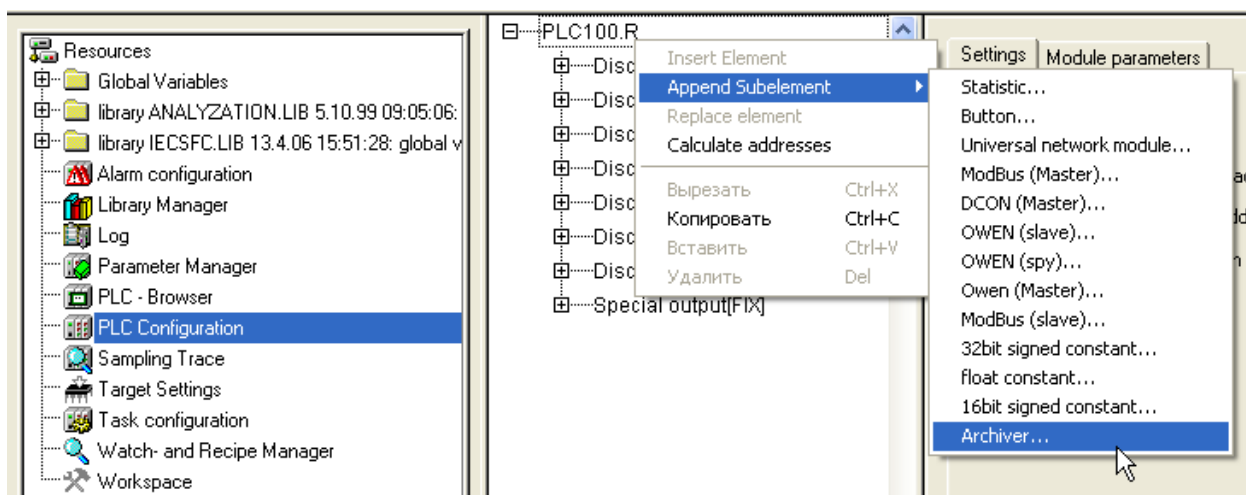 Resources
Global Variables
library ANALYZATION.LIB 5.10.99 09:05:06:
library IECSFC.LIB 13.4.06 15:51:28: global v
Alarm configuration
Library Manager
Log
Parameter Manager
PLC - Browser
PLC Configuration
Sampling Trace
Target Settings
Task configuration
Watch- and Recipe Manager
Workspace
PLC100.R
Disc
Disc
Disc
Disc
Disc
Disc
Disc
Special output[FIX]
Insert Element
Append Subelement
Replace element
Calculate addresses
Вырезать Ctrl+X
Копировать Ctrl+C
Вставить Ctrl+V
Удалить Del
Settings Module parameters
Statistic...
Button...
Universal network module...
ModBus (Master)...
DCON (Master)...
OWEN (slave)...
OWEN (spy)...
Owen (Master)...
ModBus (slave)...
32bit signed constant...
float constant...
16bit signed constant...
Archiver...